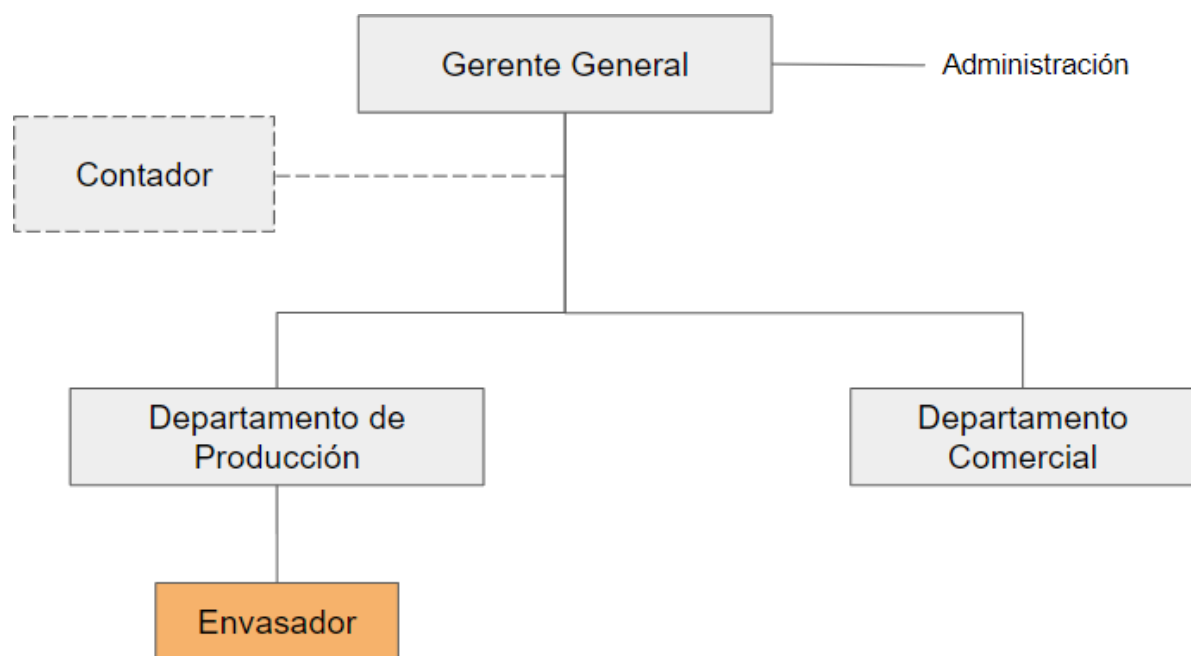 Gerente General
Administración
Contador
Departamento de
Producción
Departamento
Comercial
Envasador